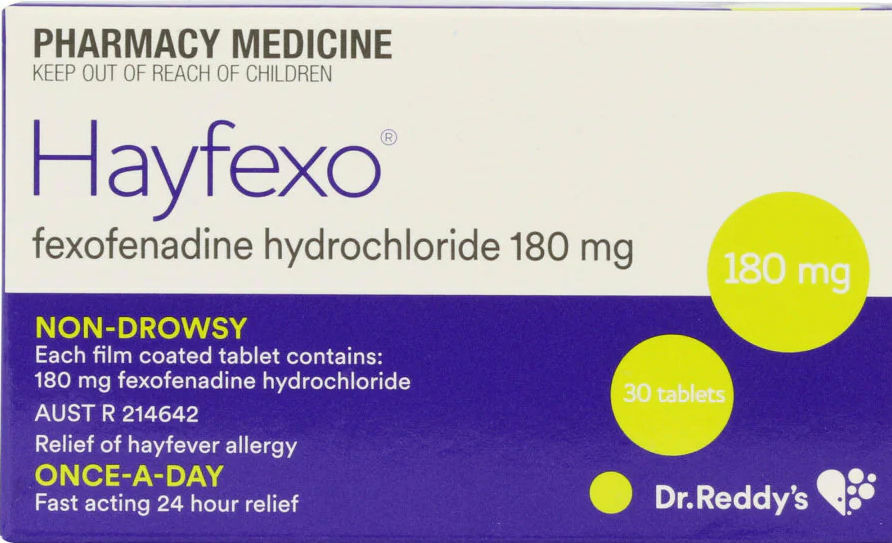 PHARMACY MEDICINE
KEEP OUT OF REACH OF CHILDREN
Hayfexo®
fexofenadine hydrochloride 180 mg
180 mg
NON-DROWSY
Each film coated tablet contains:
180 mg fexofenadine hydrochloride
AUST R 214642
Relief of hayfever allergy
ONCE-A-DAY
Fast acting 24 hour relief
30 tablets
Dr.Reddy's